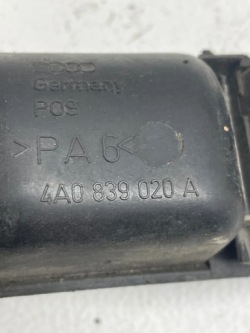 Germany
POS
>PA 6<
4A0 839 020 A